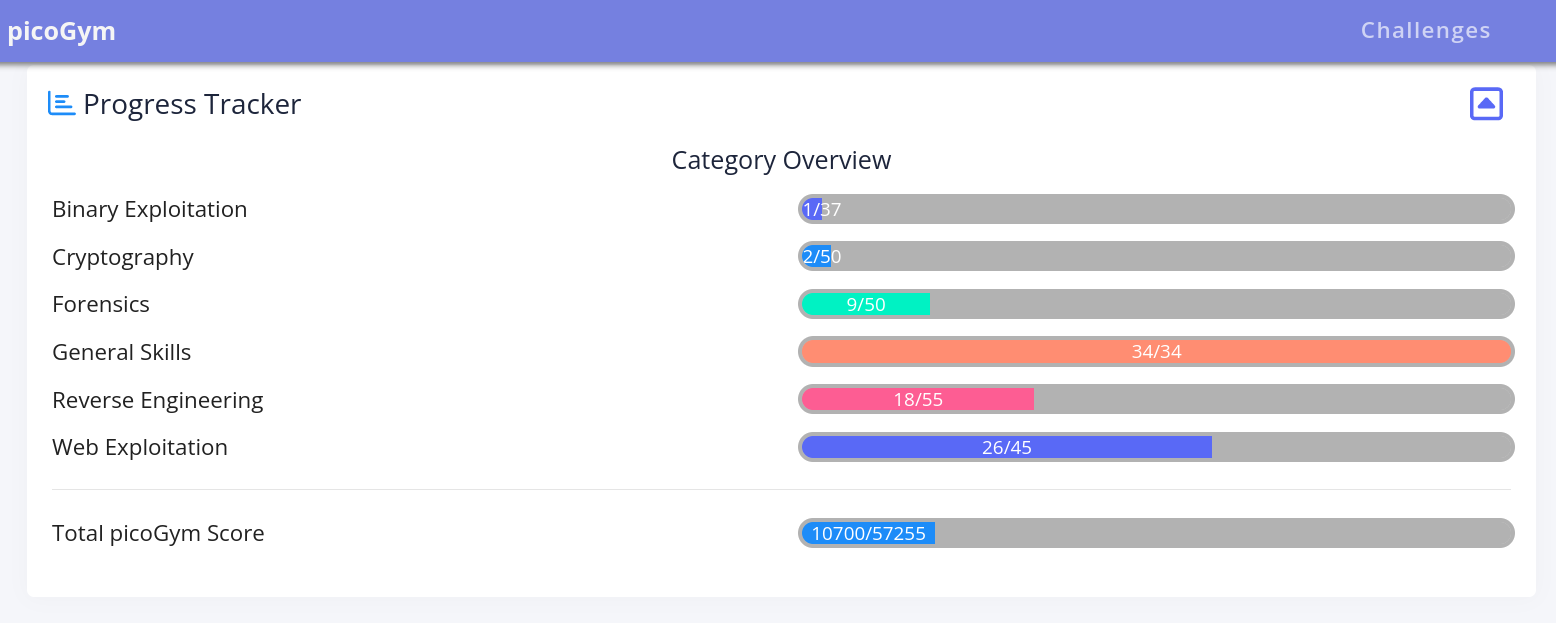 picoGym Challenges
Progress Tracker
Category Overview
Binary Exploitation 1/37
Cryptography 2/50
Forensics 9/50
General Skills 34/34
Reverse Engineering 18/55
Web Exploitation 26/45
Total picoGym Score 10700/57255